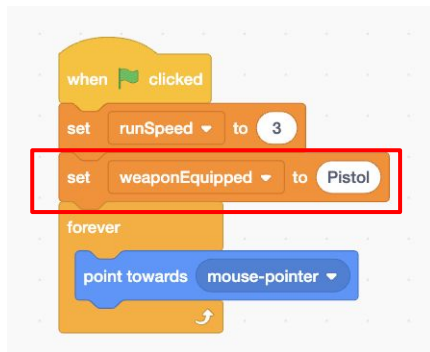 when clicked
set runSpeed to 3
set weaponEquipped to Pistol
forever
point towards mouse-pointer